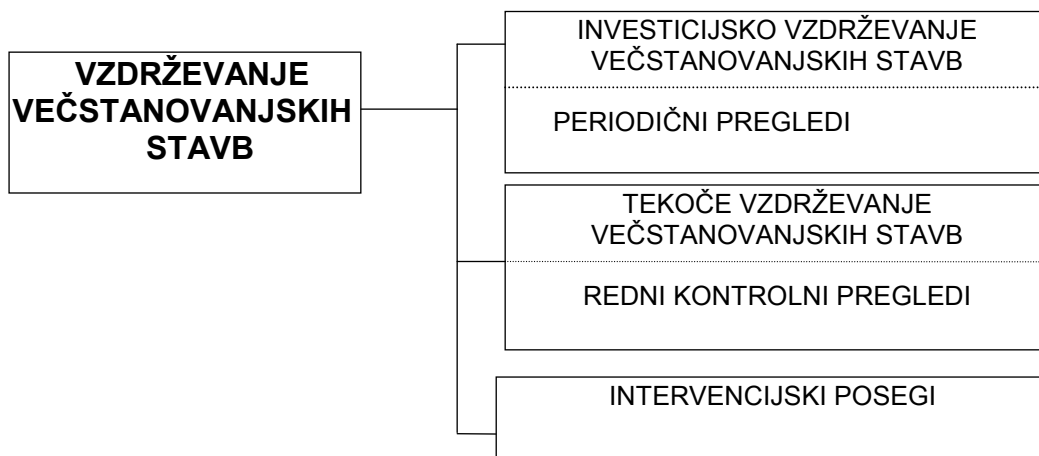 VZDRŽEVANJE
VEČSTANOVANJSKIH
STAVB
INVESTICIJSKO VZDRŽEVANJE
VEČSTANOVANJSKIH STAVB
PERIODIČNI PREGLEDI
TEKOČE VZDRŽEVANJE
VEČSTANOVANJSKIH STAVB
REDNI KONTROLNI PREGLEDI
INTERVENCIJSKI POSEGI